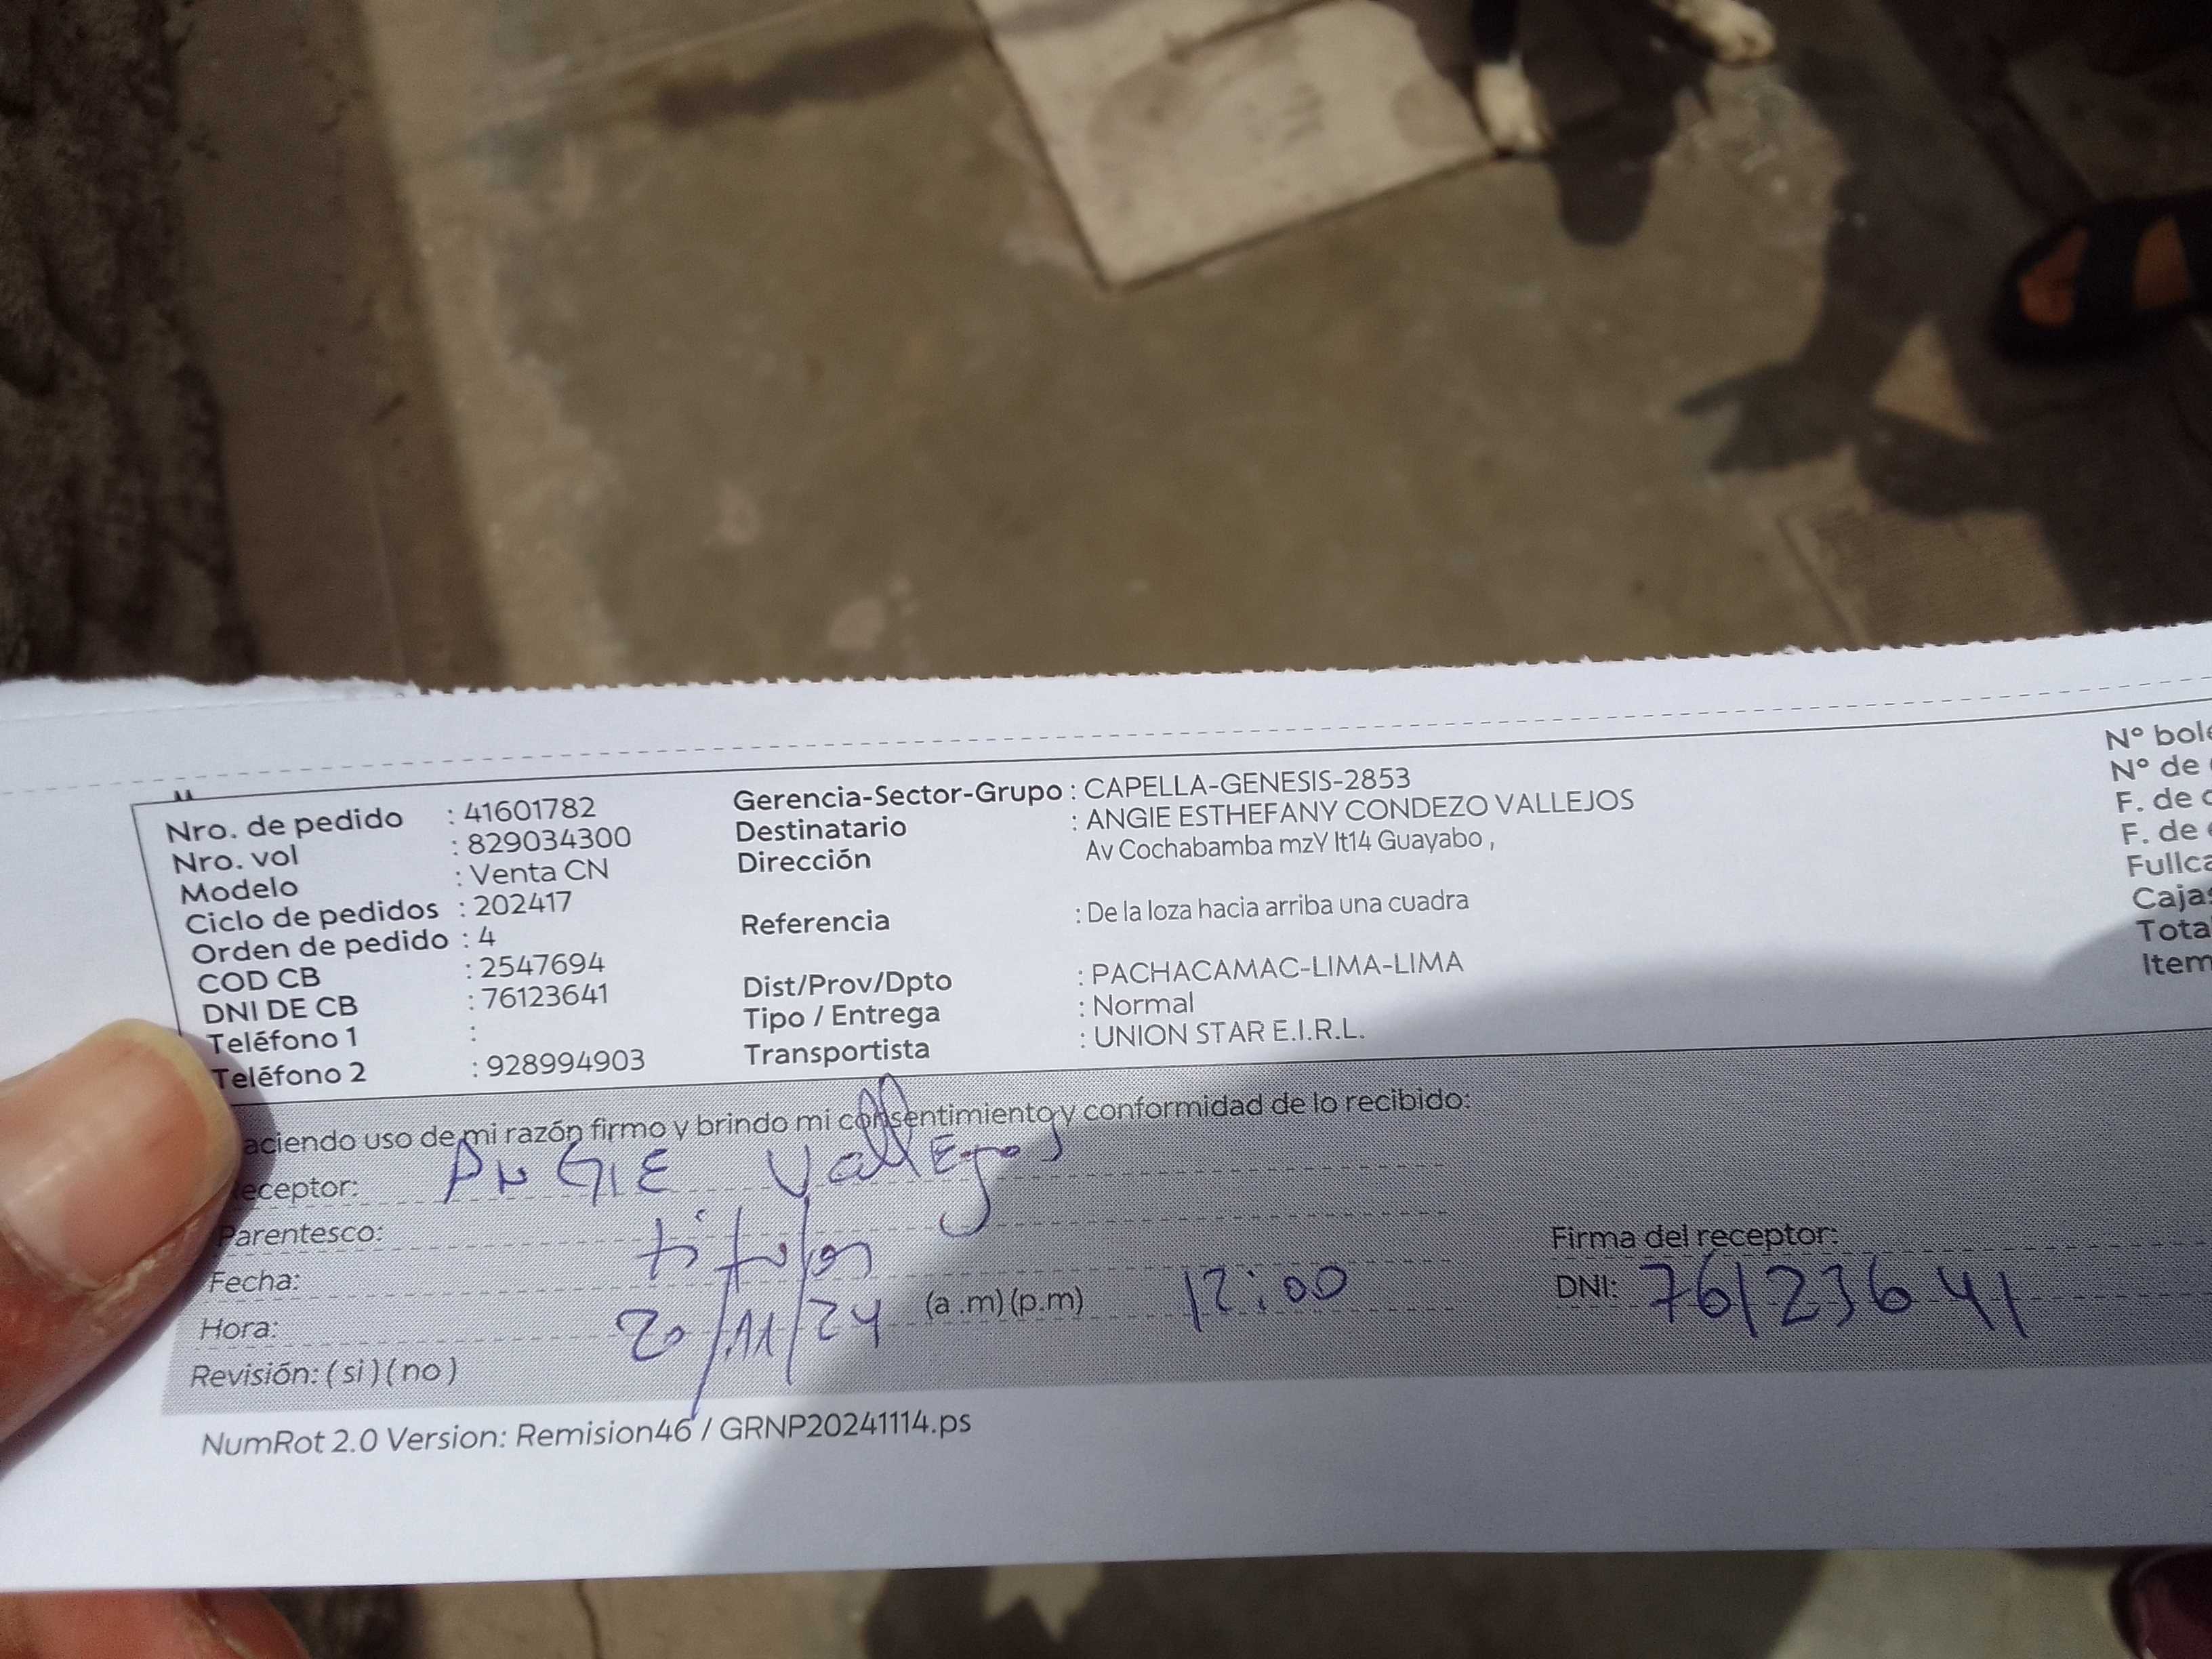 Nro. de pedido : 41601782
Nro. vol : 829034300
Modelo : Venta CN
Ciclo de pedidos : 202417
Orden de pedido : 4
COD CB : 2547694
DNI DE CB : 76123641
Teléfono 1 :
Teléfono 2 : 928994903
Gerencia-Sector-Grupo : CAPELLA-GENESIS-2853
Destinatario : ANGIE ESTHEFANY CONDEZO VALLEJOS
Dirección Av Cochabamba mzY lt14 Guayabo ,
Referencia : De la loza hacia arriba una cuadra
Dist/Prov/Dpto : PACHACAMAC-LIMA-LIMA
Tipo / Entrega : Normal
Transportista : UNION STAR E.I.R.L.
Nº bole
Nº de
F. de
F. de
Fullca
Cajas
Tota
Item
aciendo uso de mi razón firmo y brindo mi consentimiento y conformidad de lo recibido:
eceptor: ANGIE VallEjos
Parentesco: titular
Fecha: 20/11/24
Hora: (a .m) (p.m) 12:00
Revisión: ( si ) ( no )
Firma del receptor:
DNI: 76123641
NumRot 2.0 Version: Remision46 / GRNP20241114.ps